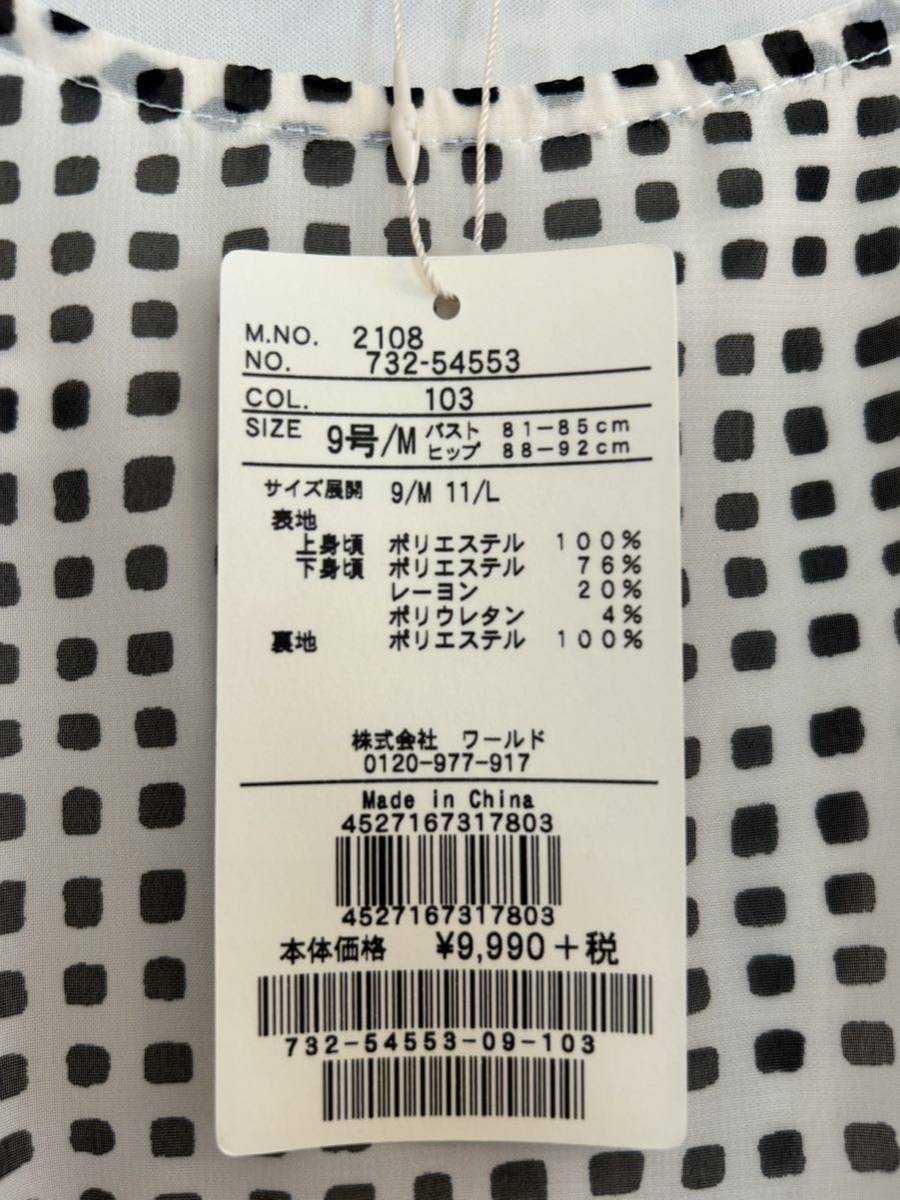 M.NO. 2108
NO. 732-54553
COL. 103
SIZE 9号/M バスト 81-85cm
ヒップ 88-92cm
サイズ展開 9/M 11/L
表地
上身頃 ポリエステル 100%
下身頃 ポリエステル 76%
レーヨン 20%
ポリウレタン 4%
裏地 ポリエステル 100%
株式会社 ワールド
0120-977-917
Made in China
4527167317803
4527167317803
本体価格 ¥9,990+税
732-54553-09-103